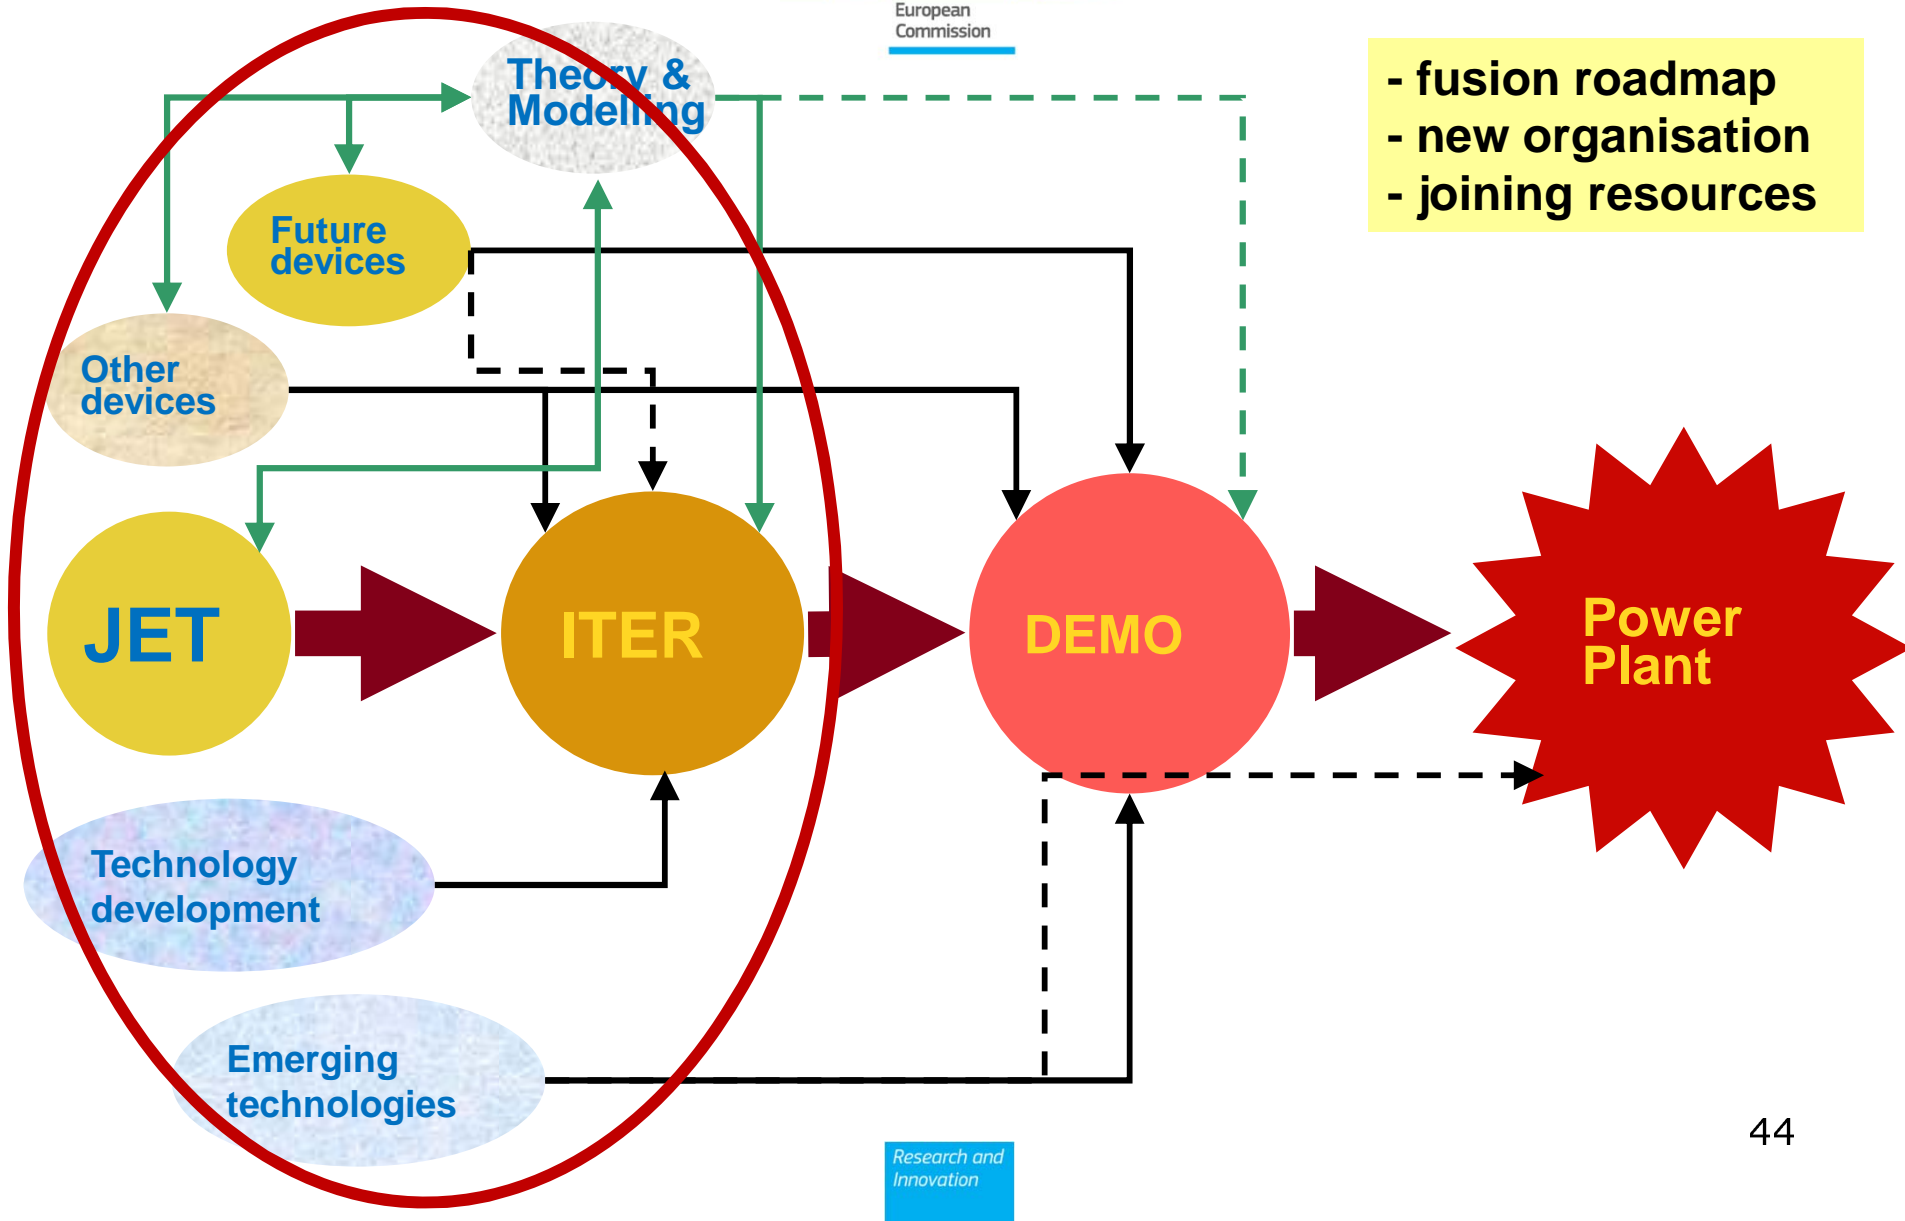 European
Commission
Theory &
Modelling
- fusion roadmap
- new organisation
- joining resources
Future
devices
Other
devices
JET
ITER
DEMO
Power
Plant
Technology
development
Emerging
technologies
44
Research and
Innovation